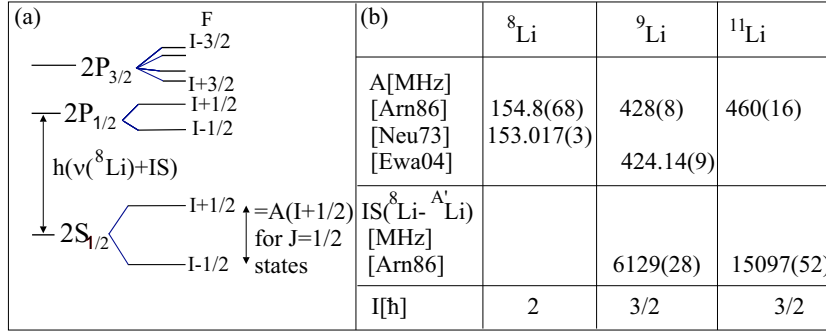 (a)
F
I-3/2
2P3/2
I+3/2
I+1/2
2P1/2
I-1/2
h(ν(⁸Li)+IS)
I+1/2
=A(I+1/2)
2S1/2
for J=1/2
I-1/2
states
(b) ⁸Li ⁹Li ¹¹Li
A[MHz]
[Arn86] 154.8(68) 428(8) 460(16)
[Neu73] 153.017(3)
[Ewa04] 424.14(9)
IS(⁸Li- ᴬ'Li)
[MHz]
[Arn86] 6129(28) 15097(52)
I[ħ] 2 3/2 3/2